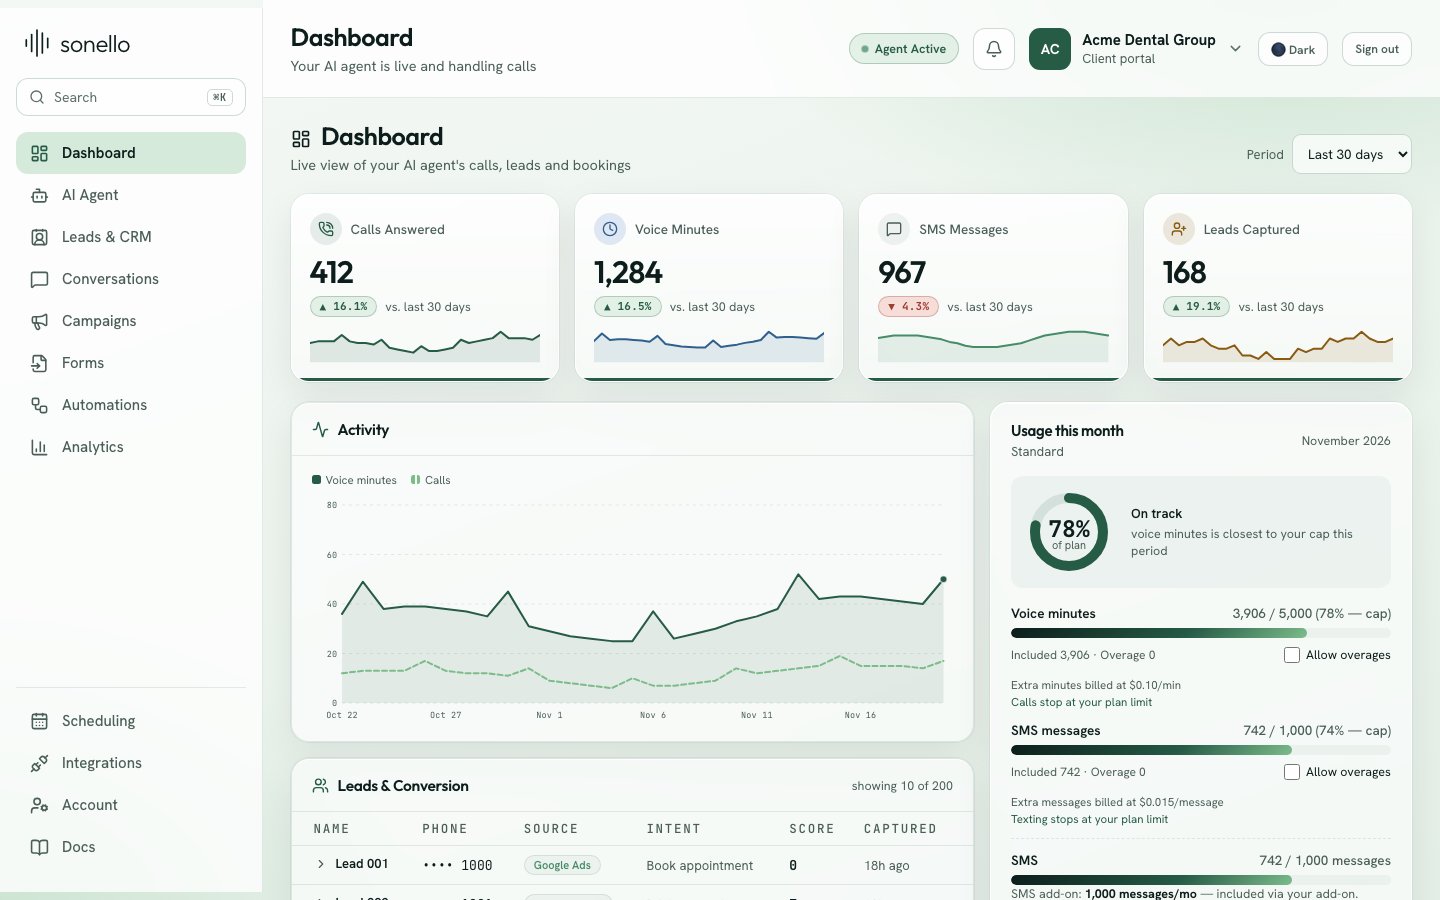 sonello
Search
⌘K
Dashboard
AI Agent
Leads & CRM
Conversations
Campaigns
Forms
Automations
Analytics
Scheduling
Integrations
Account
Docs
Dashboard
Your AI agent is live and handling calls
Agent Active
AC
Acme Dental Group
Client portal
Dark
Sign out
Dashboard
Live view of your AI agent's calls, leads and bookings
Period
Last 30 days
Calls Answered
412
▲ 16.1% vs. last 30 days
Voice Minutes
1,284
▲ 16.5% vs. last 30 days
SMS Messages
967
▼ 4.3% vs. last 30 days
Leads Captured
168
▲ 19.1% vs. last 30 days
Activity
Voice minutes Calls
80
60
40
20
0
Oct 22 Oct 27 Nov 1 Nov 6 Nov 11 Nov 16
Leads & Conversion
showing 10 of 200
NAME PHONE SOURCE INTENT SCORE CAPTURED
Lead 001 •••• 1000 Google Ads Book appointment 0 18h ago
Usage this month
Standard
November 2026
78%
of plan
On track
voice minutes is closest to your cap this
period
Voice minutes 3,906 / 5,000 (78% — cap)
Included 3,906 · Overage 0 Allow overages
Extra minutes billed at $0.10/min
Calls stop at your plan limit
SMS messages 742 / 1,000 (74% — cap)
Included 742 · Overage 0 Allow overages
Extra messages billed at $0.015/message
Texting stops at your plan limit
SMS 742 / 1,000 messages
SMS add-on: 1,000 messages/mo — included via your add-on.